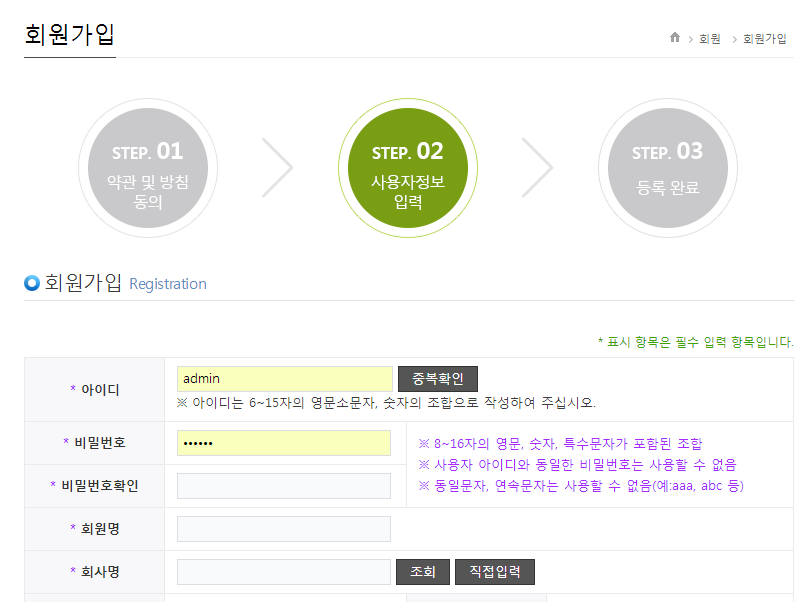 회원가입
회원 > 회원가입
STEP. 01
약관 및 방침
동의
STEP. 02
사용자정보
입력
STEP. 03
등록 완료
회원가입 Registration
* 표시 항목은 필수 입력 항목입니다.
* 아이디
admin
중복확인
※ 아이디는 6~15자의 영문소문자, 숫자의 조합으로 작성하여 주십시오.
* 비밀번호
••••••
※ 8~16자의 영문, 숫자, 특수문자가 포함된 조합
※ 사용자 아이디와 동일한 비밀번호는 사용할 수 없음
※ 동일문자, 연속문자는 사용할 수 없음(예:aaa, abc 등)
* 비밀번호확인
* 회원명
* 회사명
조회
직접입력